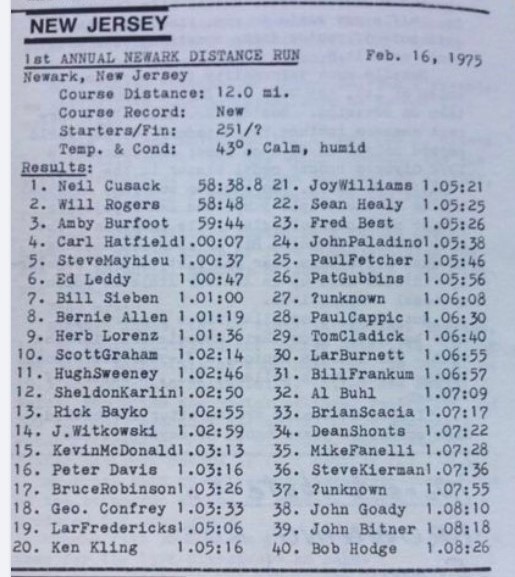 NEW JERSEY
1st ANNUAL NEWARK DISTANCE RUN Feb. 16, 1975
Newark, New Jersey
Course Distance: 12.0 mi.
Course Record: New
Starters/Fin: 251/?
Temp. & Cond: 43°, Calm, humid
Results:
1. Neil Cusack 58:38.8
2. Will Rogers 58:48
3. Amby Burfoot 59:44
4. Carl Hatfield1.00:07
5. SteveMayhieu 1.00:37
6. Ed Leddy 1.00:47
7. Bill Sieben 1.01:00
8. Bernie Allen 1.01:19
9. Herb Lorenz 1.01:36
10. ScottGraham 1.02:14
11. HughSweeney 1.02:46
12. SheldonKarlin1.02:50
13. Rick Bayko 1.02:55
14. J.Witkowski 1.02:59
15. KevinMcDonald1.03:13
16. Peter Davis 1.03:16
17. BruceRobinson1.03:26
18. Geo. Confrey 1.03:33
19. LarFredericks1.05:06
20. Ken Kling 1.05:16
21. JoyWilliams 1.05:21
22. Sean Healy 1.05:25
23. Fred Best 1.05:26
24. JohnPaladino1.05:38
25. PaulFetcher 1.05:46
26. PatGubbins 1.05:56
27. ?unknown 1.06:08
28. PaulCappic 1.06:30
29. TomCladick 1.06:40
30. LarBurnett 1.06:55
31. BillFrankum 1.06:57
32. Al Buhl 1.07:09
33. BrianScacia 1.07:17
34. DeanShonts 1.07:22
35. MikeFanelli 1.07:28
36. SteveKierman1.07:36
37. ?unknown 1.07:55
38. John Goady 1.08:10
39. John Bitner 1.08:18
40. Bob Hodge 1.08:26